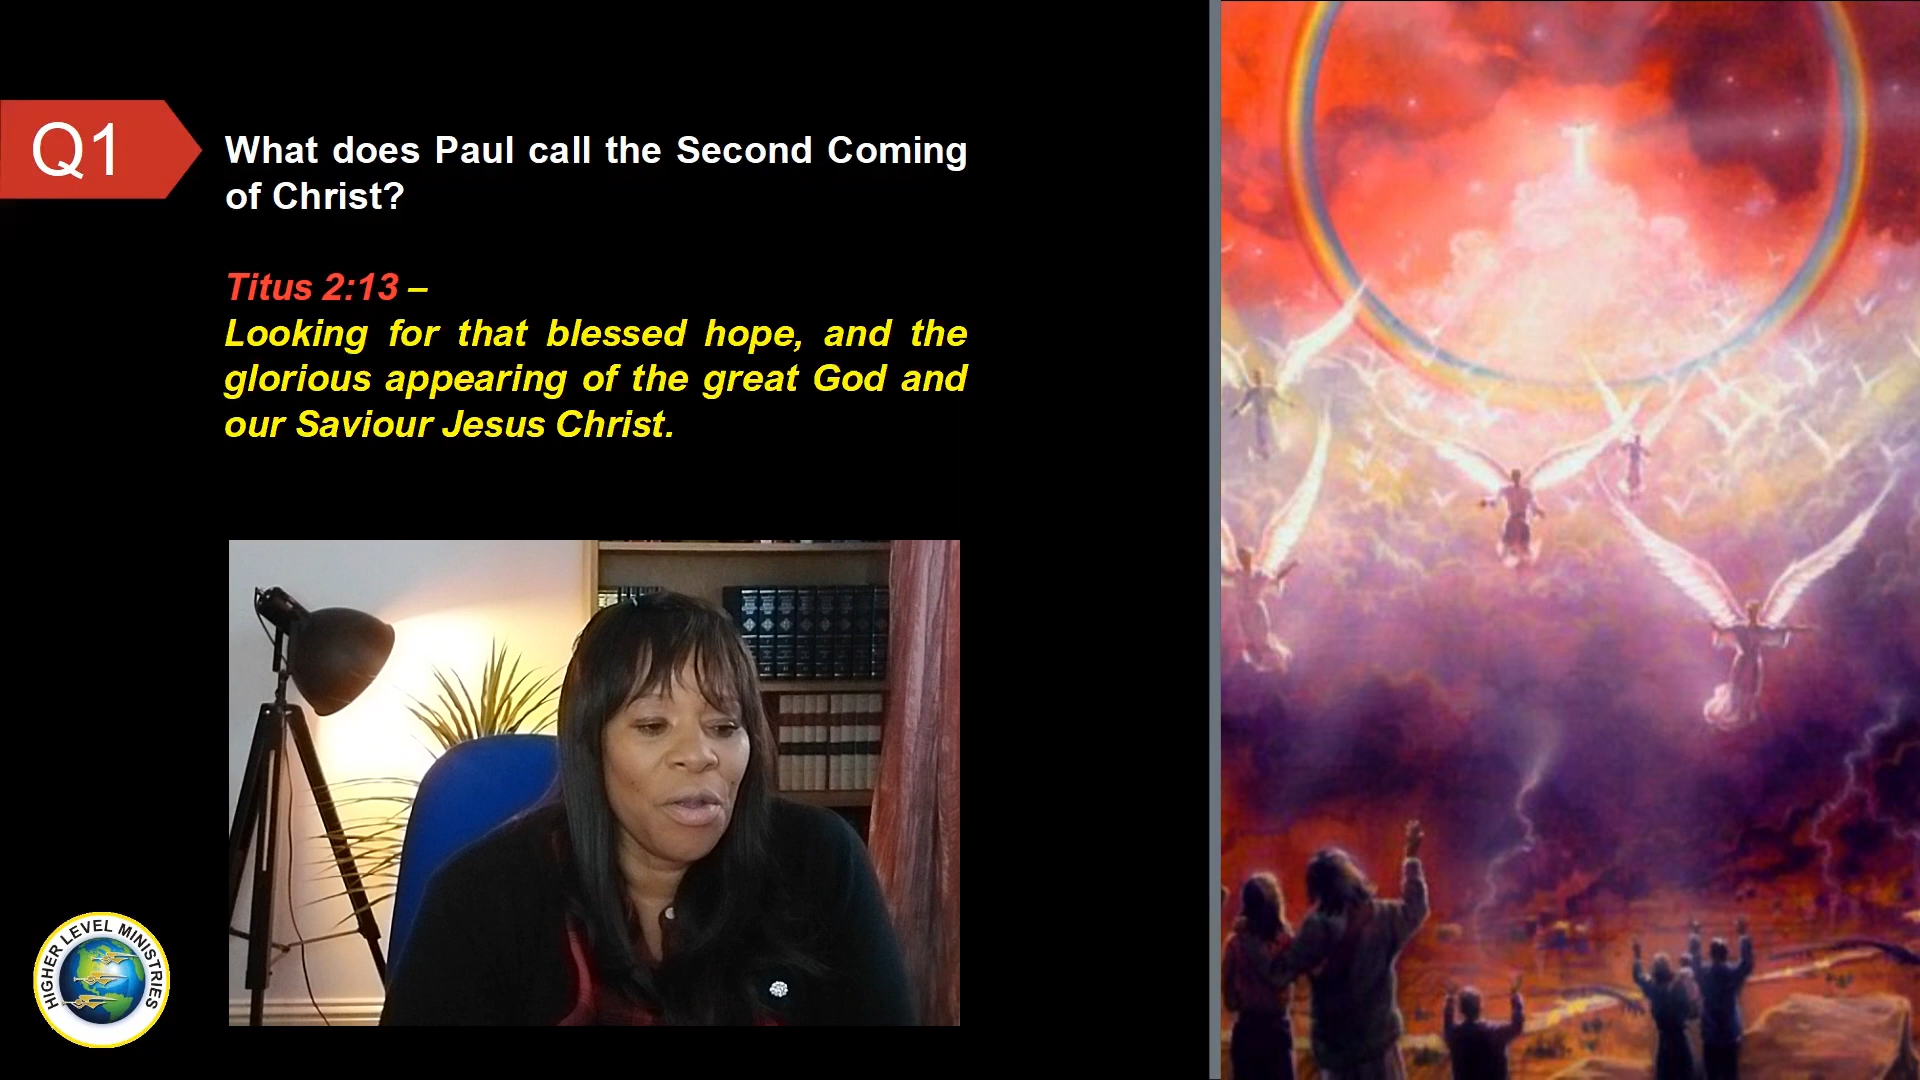 Q1
What does Paul call the Second Coming
of Christ?
Titus 2:13 –
Looking for that blessed hope, and the
glorious appearing of the great God and
our Saviour Jesus Christ.
HIGHER LEVEL MINISTRIES